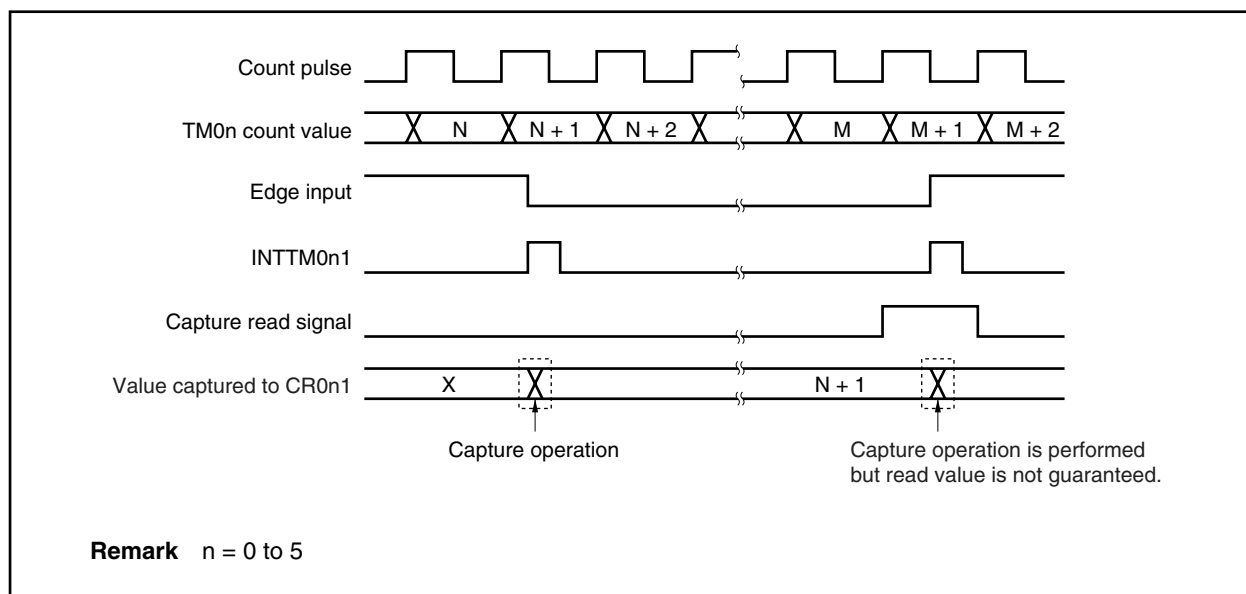 Count pulse
TM0n count value N N + 1 N + 2 M M + 1 M + 2
Edge input
INTTM0n1
Capture read signal
Value captured to CR0n1 X N + 1
Capture operation
Capture operation is performed
but read value is not guaranteed.
Remark n = 0 to 5